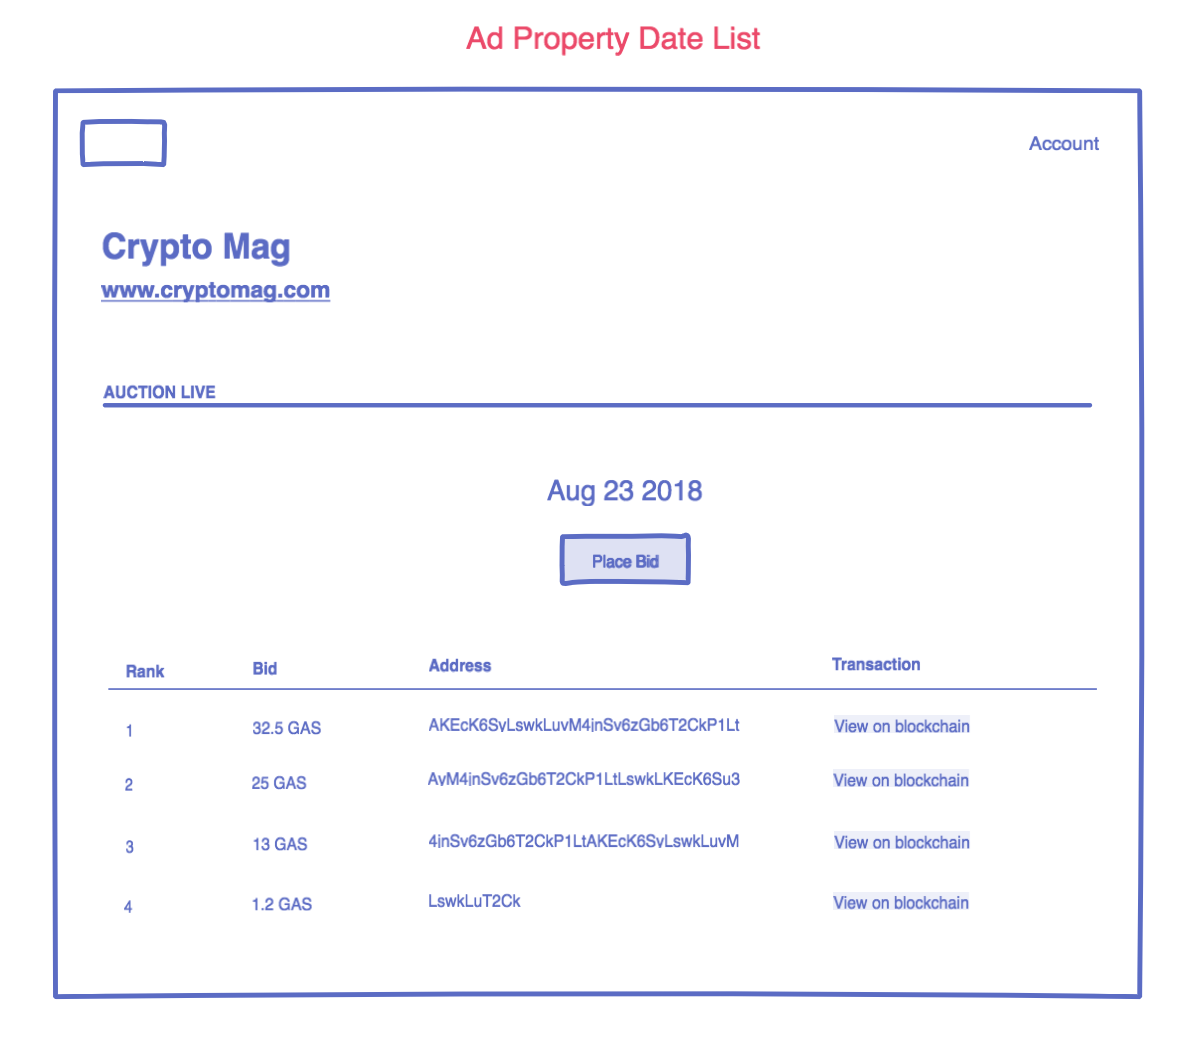 Ad Property Date List
Account
Crypto Mag
www.cryptomag.com
AUCTION LIVE
Aug 23 2018
Place Bid
Rank Bid Address Transaction
1 32.5 GAS AKEcK6SyLswkLuvM4jnSv6zGb6T2CkP1Lt View on blockchain
2 25 GAS AyM4jnSv6zGb6T2CkP1LtLswkLKEcK6Su3 View on blockchain
3 13 GAS 4jnSv6zGb6T2CkP1LtAKEcK6SyLswkLuvM View on blockchain
4 1.2 GAS LswkLuT2Ck View on blockchain